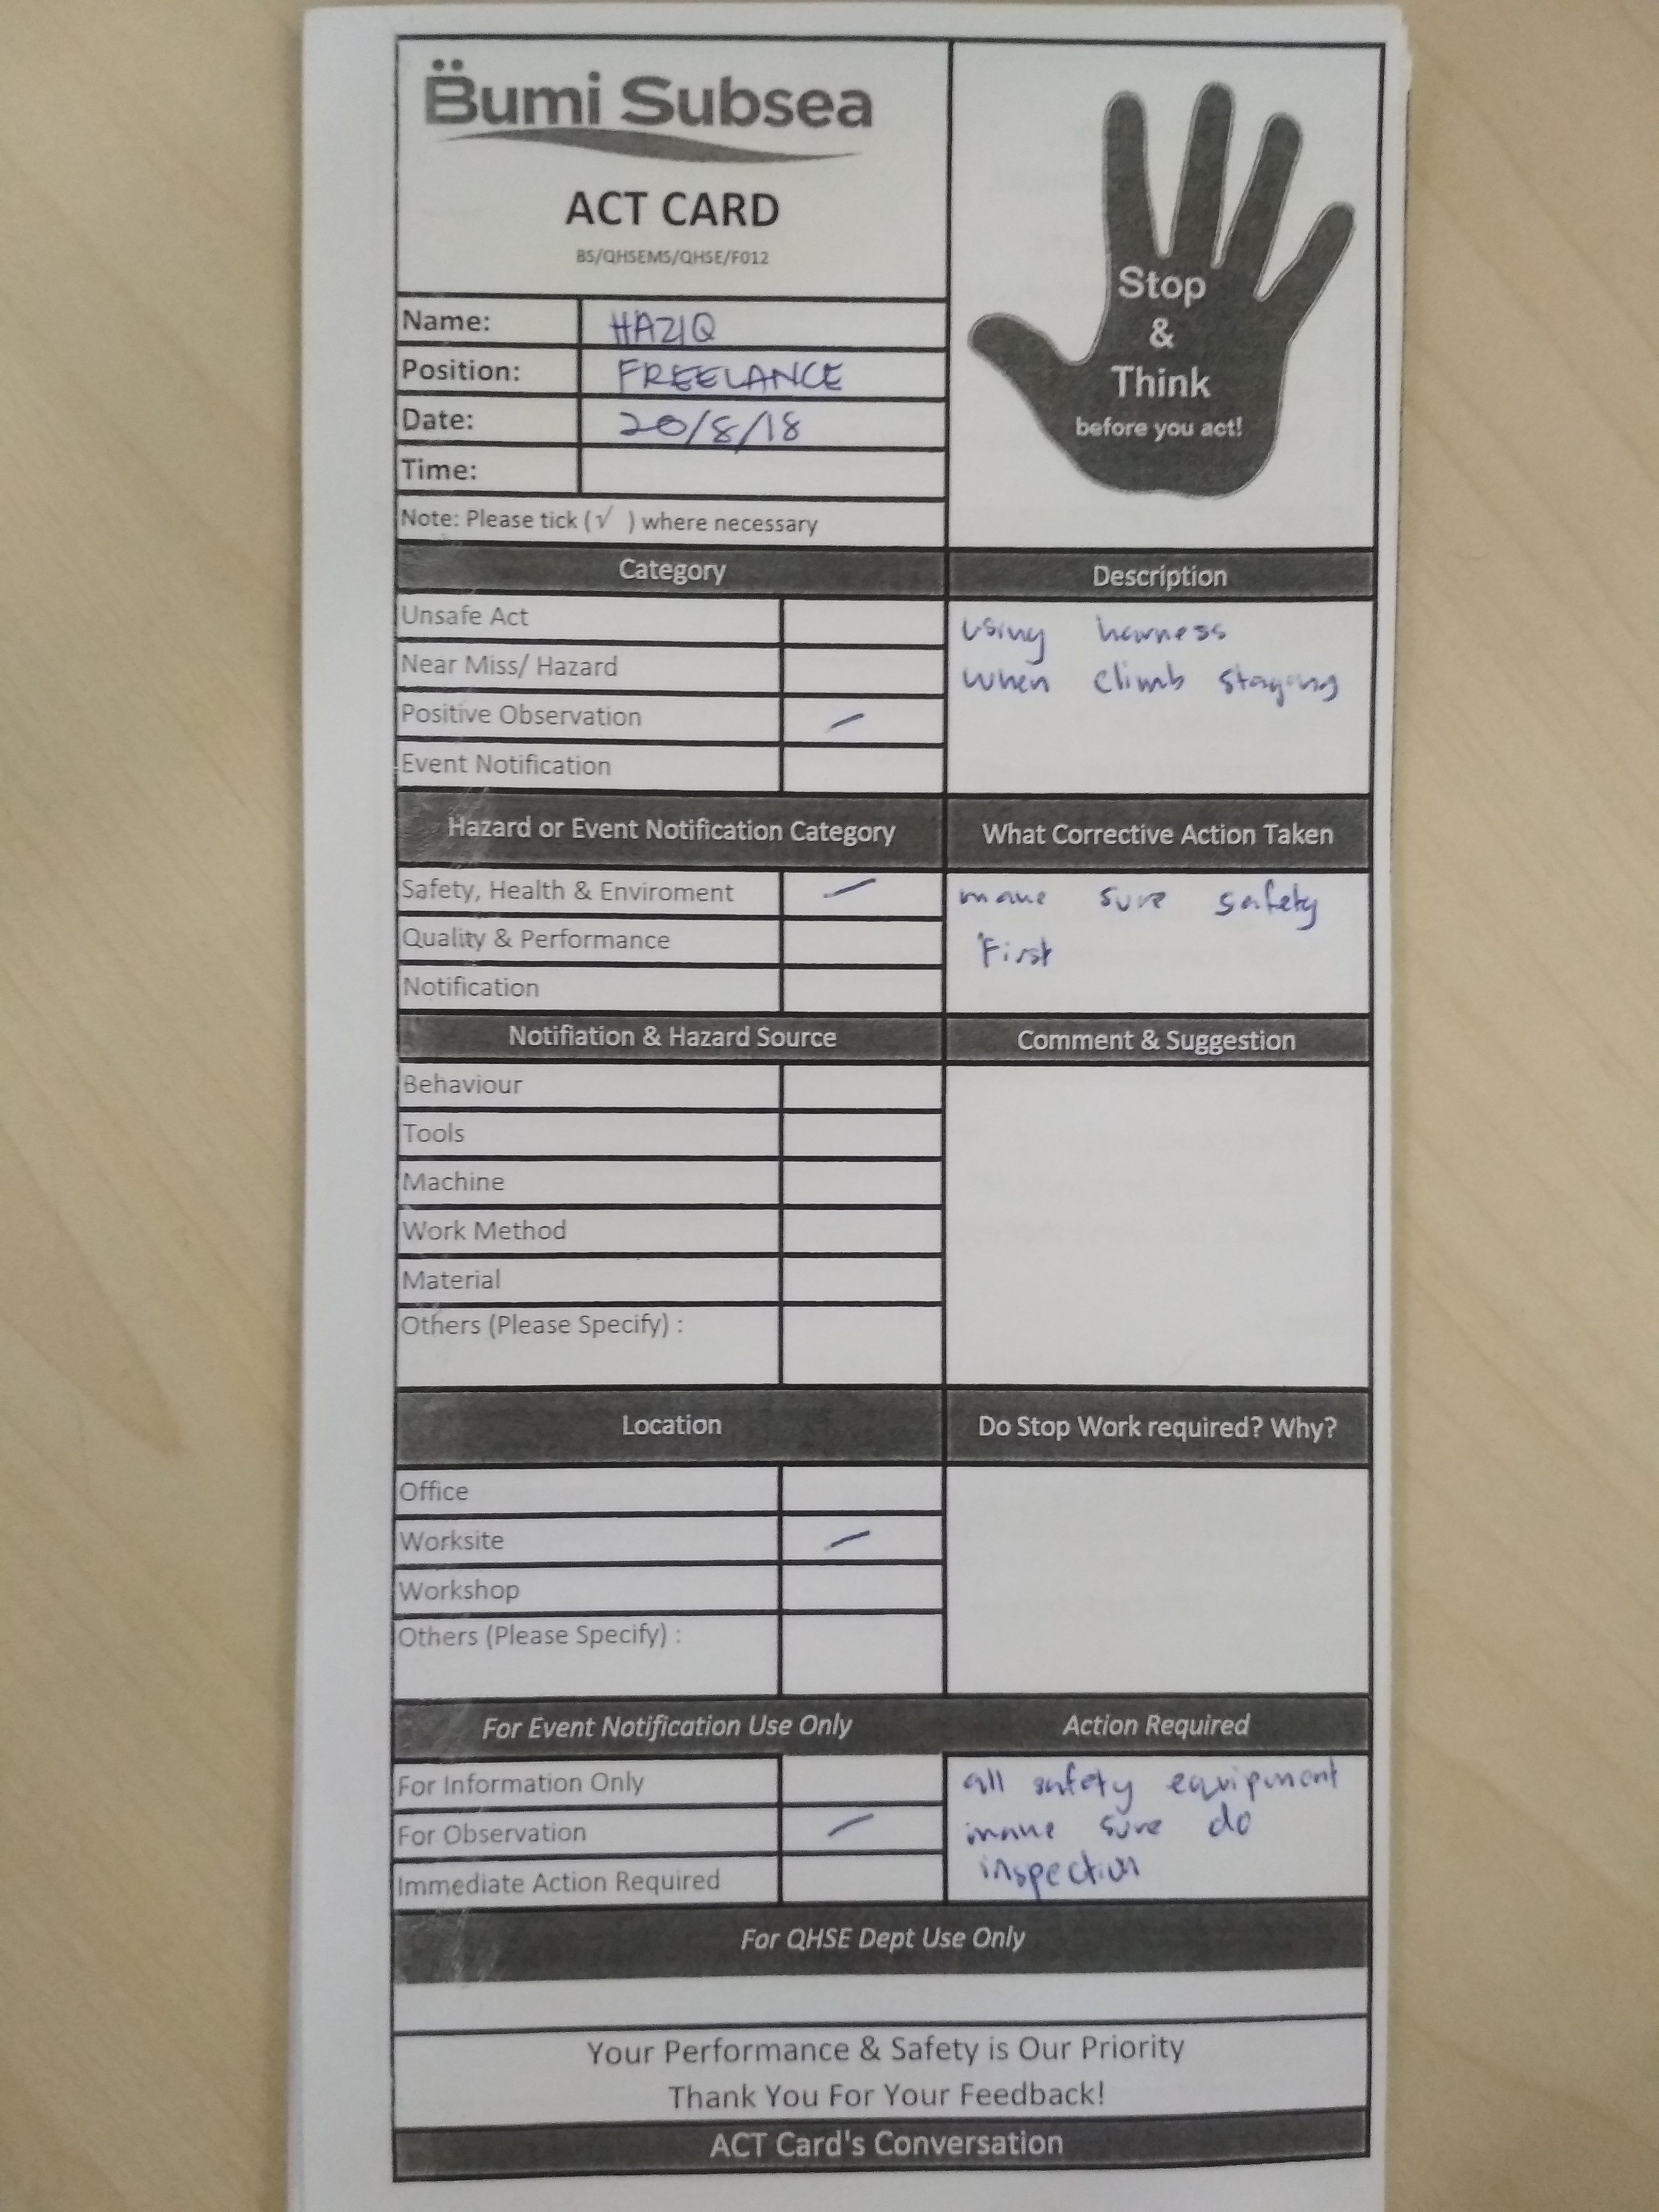 Bumi Subsea
ACT CARD
BS/QHSEMS/QHSE/F012
Stop
&
Think
before you act!
Name: HAZIQ
Position: FREELANCE
Date: 20/8/18
Time:
Note: Please tick (√ ) where necessary
Category
Description
Unsafe Act
Near Miss/ Hazard
Positive Observation
Event Notification
using harness
when climb staging
Hazard or Event Notification Category
What Corrective Action Taken
Safety, Health & Enviroment
Quality & Performance
Notification
make sure safety
First
Notifiation & Hazard Source
Comment & Suggestion
Behaviour
Tools
Machine
Work Method
Material
Others (Please Specify) :
Location
Do Stop Work required? Why?
Office
Worksite
Workshop
Others (Please Specify) :
For Event Notification Use Only
Action Required
For Information Only
For Observation
Immediate Action Required
all safety equipment
make sure do
inspection
For QHSE Dept Use Only
Your Performance & Safety is Our Priority
Thank You For Your Feedback!
ACT Card's Conversation